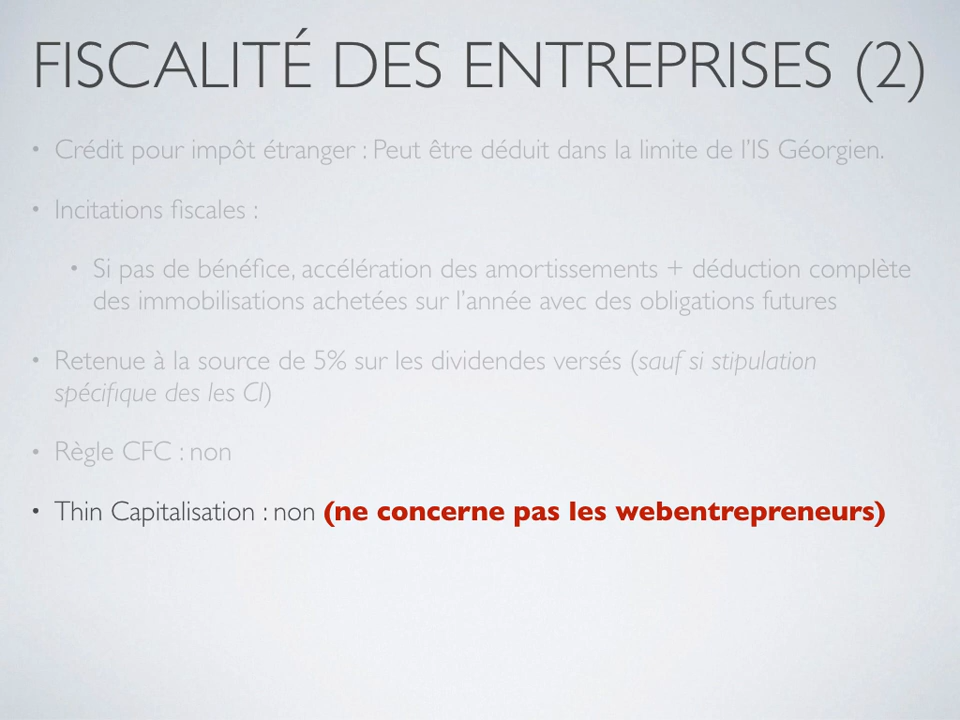 FISCALITÉ DES ENTREPRISES (2)
• Crédit pour impôt étranger : Peut être déduit dans la limite de l'IS Géorgien.
• Incitations fiscales :
• Si pas de bénéfice, accélération des amortissements + déduction complète
des immobilisations achetées sur l'année avec des obligations futures
• Retenue à la source de 5% sur les dividendes versés (sauf si stipulation
spécifique des les CI)
• Règle CFC : non
• Thin Capitalisation : non (ne concerne pas les webentrepreneurs)